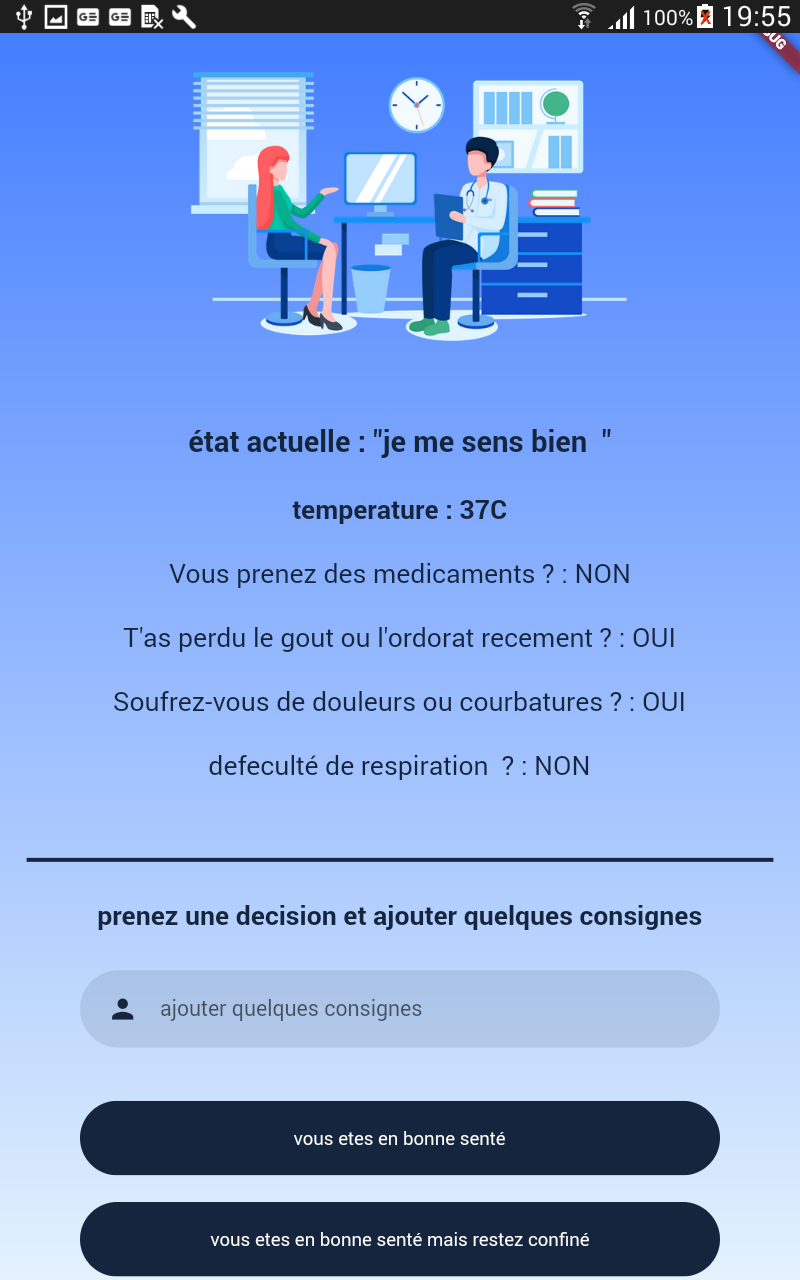 100% 19:55
état actuelle : "je me sens bien  "
temperature : 37C
Vous prenez des medicaments ? : NON
T'as perdu le gout ou l'ordorat recement ? : OUI
Soufrez-vous de douleurs ou courbatures ? : OUI
defeculté de respiration  ? : NON
prenez une decision et ajouter quelques consignes
ajouter quelques consignes
vous etes en bonne senté
vous etes en bonne senté mais restez confiné